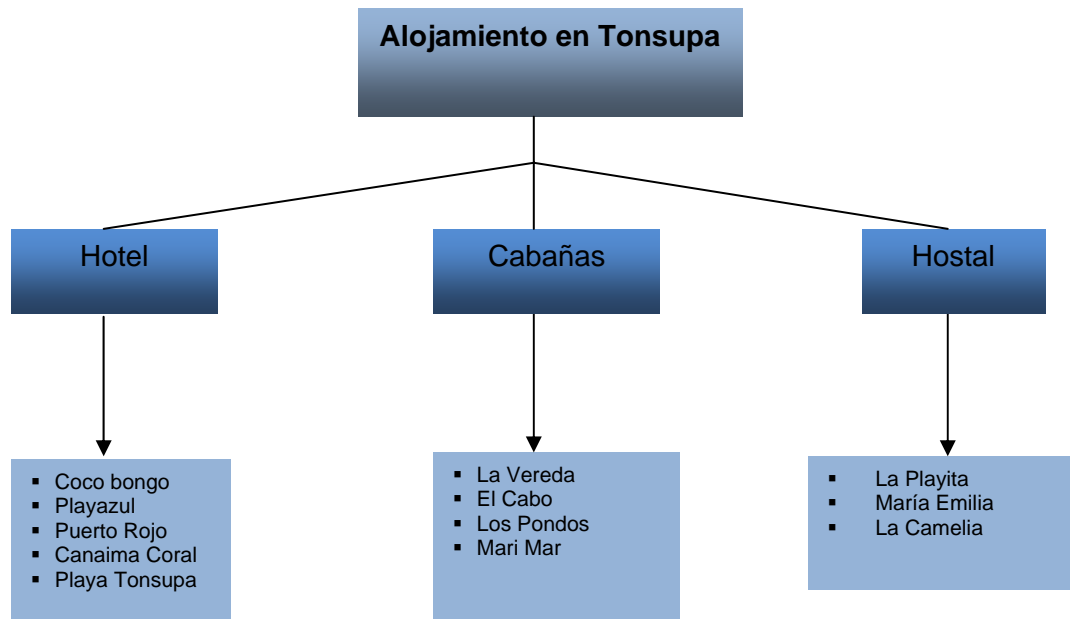 Alojamiento en Tonsupa
Hotel
Cabañas
Hostal
▪ Coco bongo
▪ Playazul
▪ Puerto Rojo
▪ Canaima Coral
▪ Playa Tonsupa
▪ La Vereda
▪ El Cabo
▪ Los Pondos
▪ Mari Mar
▪ La Playita
▪ María Emilia
▪ La Camelia